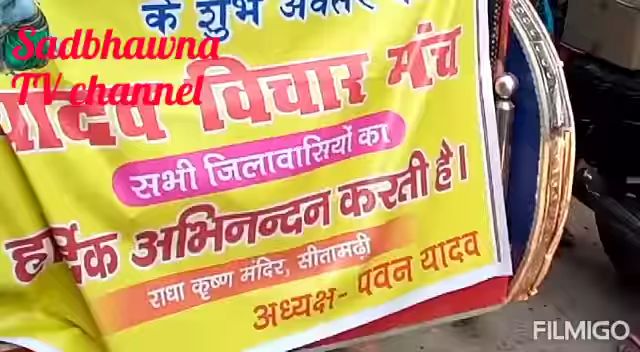 के शुभ अवसर
Sadbhawna
TV channel
यादव विचार मंच
सभी जिलावासियों का
हार्दिक अभिनन्दन करती है।
राधा कृष्ण मंदिर, सीतामढ़ी
अध्यक्ष- पवन यादव
FILMIGO